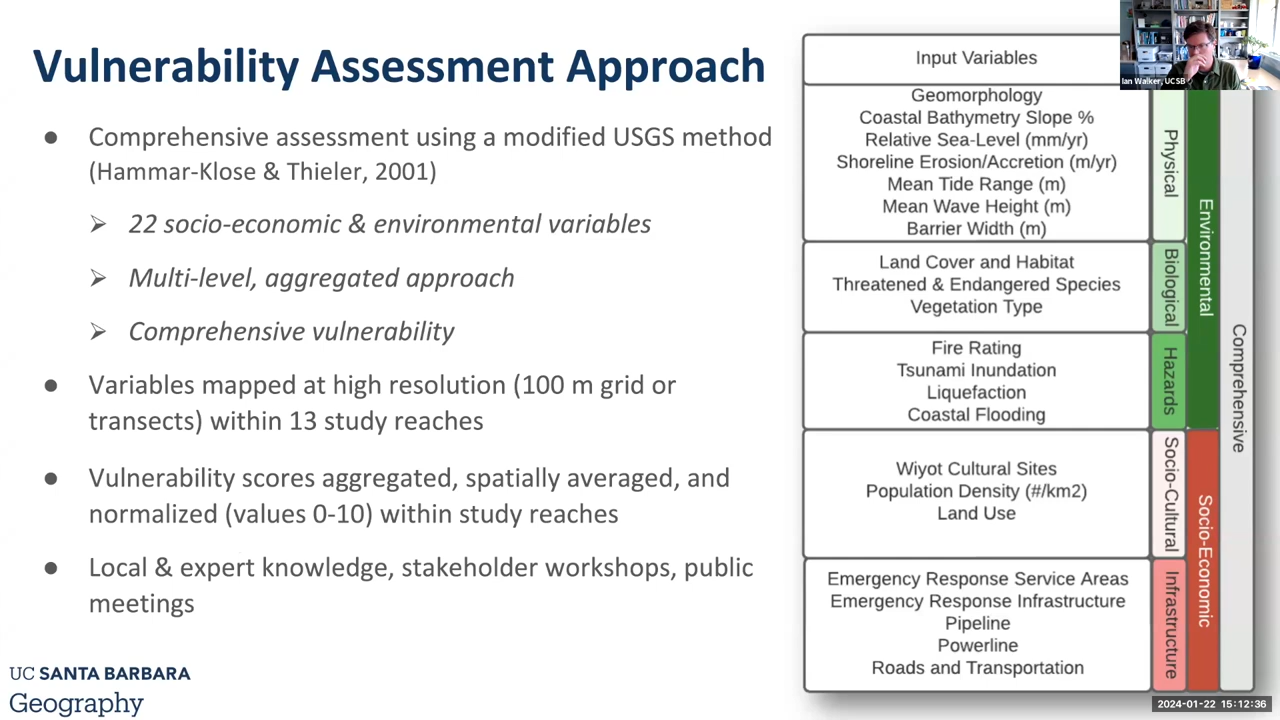 Vulnerability Assessment Approach
● Comprehensive assessment using a modified USGS method
(Hammar-Klose & Thieler, 2001)
➢ 22 socio-economic & environmental variables
➢ Multi-level, aggregated approach
➢ Comprehensive vulnerability
● Variables mapped at high resolution (100 m grid or
transects) within 13 study reaches
● Vulnerability scores aggregated, spatially averaged, and
normalized (values 0-10) within study reaches
● Local & expert knowledge, stakeholder workshops, public
meetings
UC SANTA BARBARA
Geography
Input Variables
Geomorphology
Coastal Bathymetry Slope %
Relative Sea-Level (mm/yr)
Shoreline Erosion/Accretion (m/yr)
Mean Tide Range (m)
Mean Wave Height (m)
Barrier Width (m)
Physical
Land Cover and Habitat
Threatened & Endangered Species
Vegetation Type
Biological
Fire Rating
Tsunami Inundation
Liquefaction
Coastal Flooding
Hazards
Environmental
Wiyot Cultural Sites
Population Density (#/km2)
Land Use
Socio-Cultural
Emergency Response Service Areas
Emergency Response Infrastructure
Pipeline
Powerline
Roads and Transportation
Infrastructure
Socio-Economic
Comprehensive
Ian Walker, UCSB
2024-01-22 15:12:36